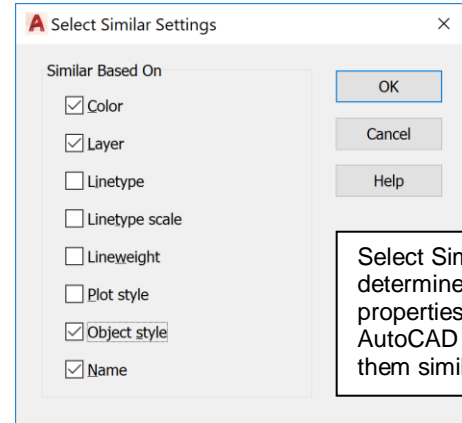 Select Similar Settings
Similar Based On
Color
Layer
Linetype
Linetype scale
Lineweight
Plot style
Object style
Name
OK
Cancel
Help
Select
determine
properties
AutoCAD
them